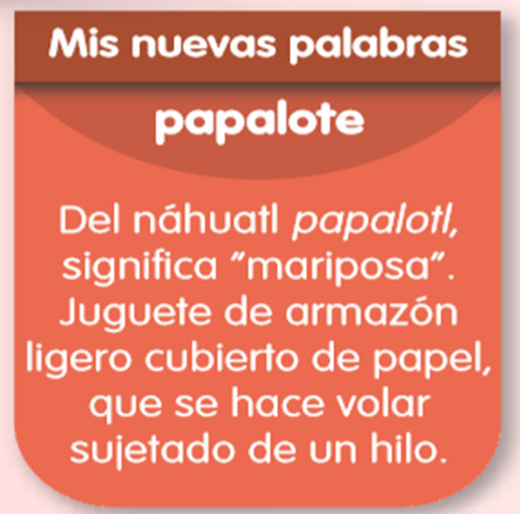 Mis nuevas palabras
papalote
Del náhuatl papalotl,
significa “mariposa”.
Juguete de armazón
ligero cubierto de papel,
que se hace volar
sujetado de un hilo.